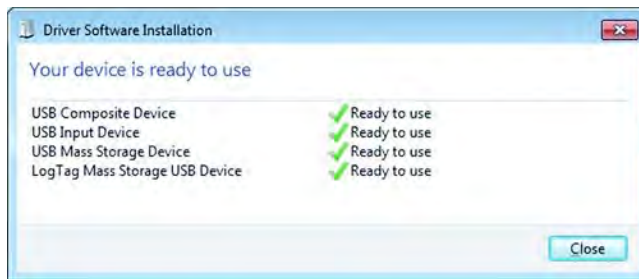 Driver Software Installation
Your device is ready to use
USB Composite Device Ready to use
USB Input Device Ready to use
USB Mass Storage Device Ready to use
LogTag Mass Storage USB Device Ready to use
Close